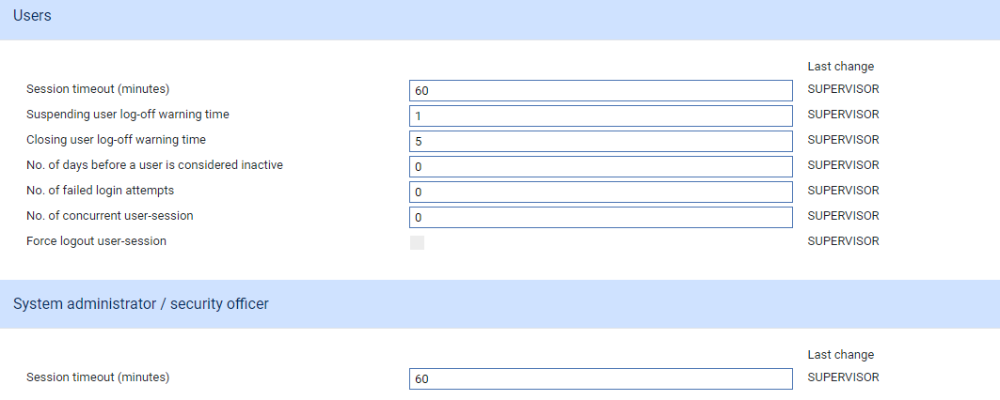 Users
Last change
Session timeout (minutes) 60 SUPERVISOR
Suspending user log-off warning time 1 SUPERVISOR
Closing user log-off warning time 5 SUPERVISOR
No. of days before a user is considered inactive 0 SUPERVISOR
No. of failed login attempts 0 SUPERVISOR
No. of concurrent user-session 0 SUPERVISOR
Force logout user-session SUPERVISOR
System administrator / security officer
Last change
Session timeout (minutes) 60 SUPERVISOR